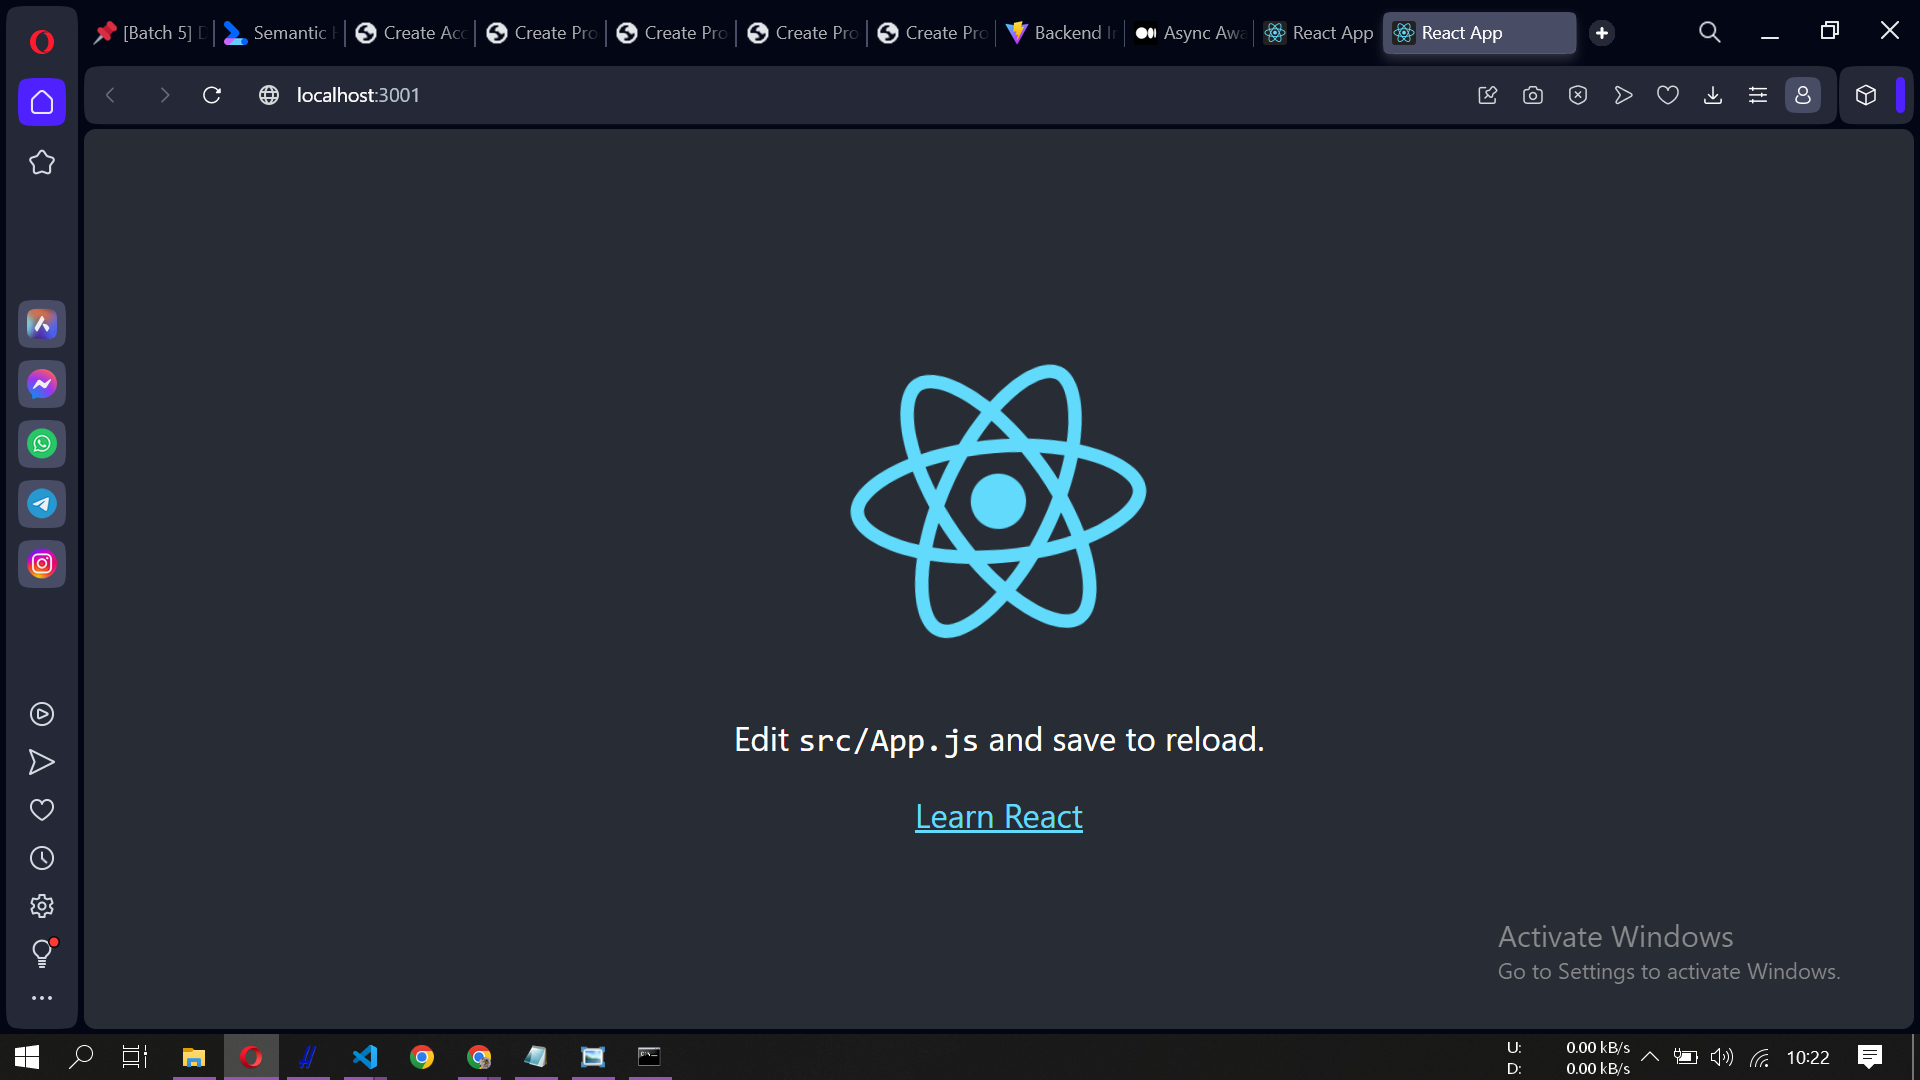 [Batch 5] D
Semantic
Create Acc
Create Pro
Create Pro
Create Pro
Create Pro
Backend In
Async Awa
React App
React App
localhost:3001
Edit src/App.js and save to reload.
Learn React
Activate Windows
Go to Settings to activate Windows.
U: 0.00 kB/s
D: 0.00 kB/s
10:22